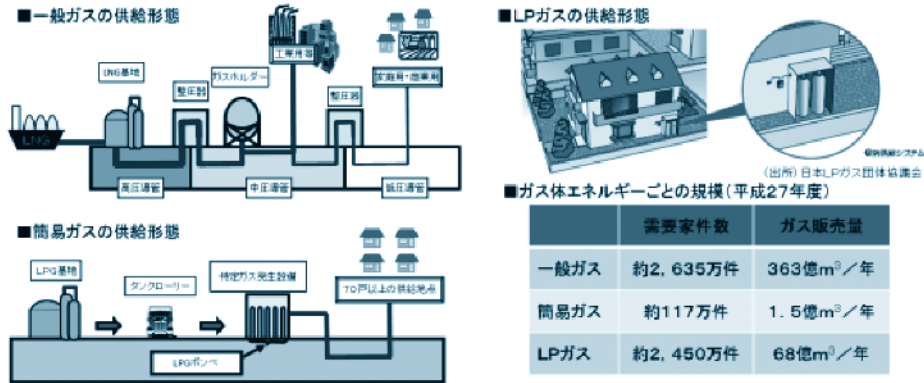 ■一般ガスの供給形態
LNG基地
整圧器
ガスホルダー
工業用等
整圧器
家庭用・商業用
LNG
高圧導管
中圧導管
低圧導管
■簡易ガスの供給形態
LPG基地
タンクローリー
特定ガス発生設備
70戸以上の供給地点
LPGボンベ
■LPガスの供給形態
(出所)日本LPガス団体協議会
■ガス体エネルギーごとの規模(平成27年度)
需要家件数 ガス販売量
一般ガス 約2,635万件 363億m³/年
簡易ガス 約117万件 1.5億m³/年
LPガス 約2,450万件 68億m³/年